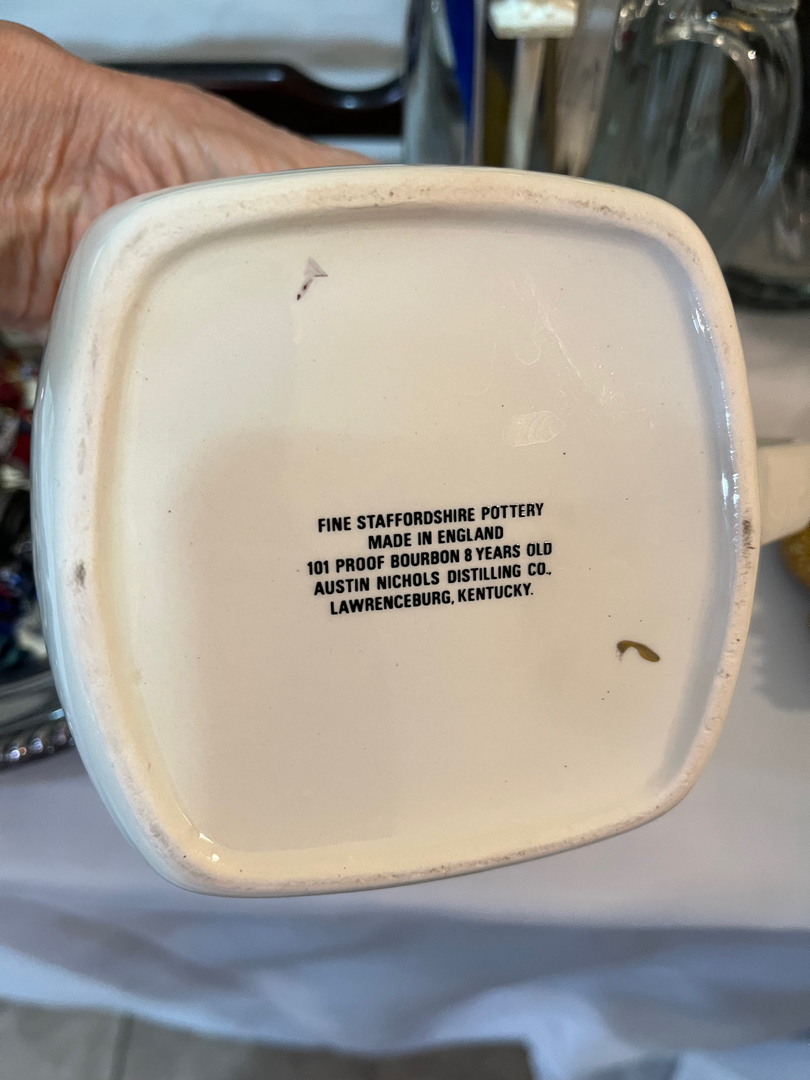 FINE STAFFORDSHIRE POTTERY
MADE IN ENGLAND
101 PROOF BOURBON 8 YEARS OLD
AUSTIN NICHOLS DISTILLING CO.,
LAWRENCEBURG, KENTUCKY.